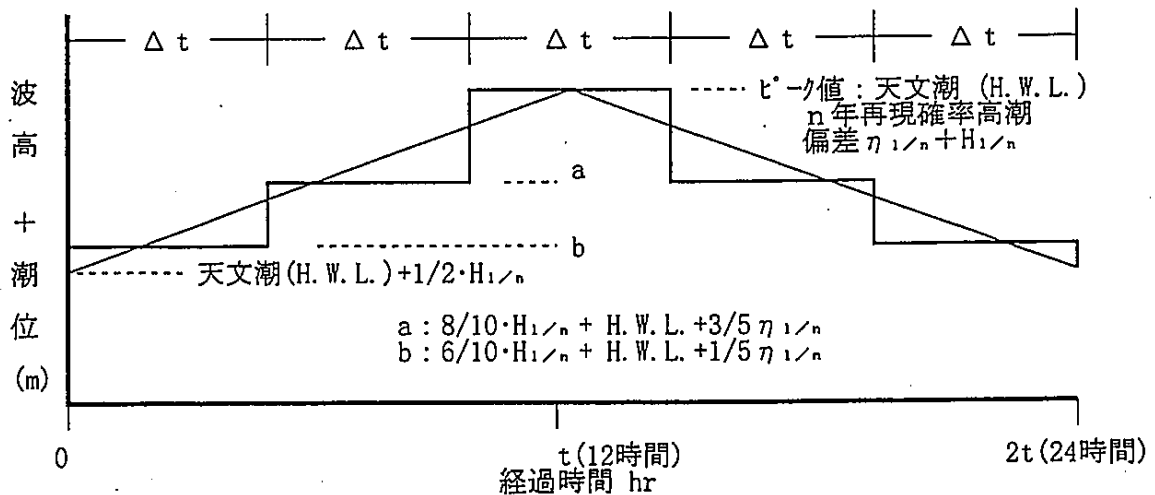 Δt Δt Δt Δt Δt
波高+潮位(m)
ピーク値:天文潮 (H.W.L.)
n年再現確率高潮
偏差η1/n+H1/n
a
b
天文潮(H.W.L.)+1/2·H1/n
a:8/10·H1/n+ H.W.L.+3/5η1/n
b:6/10·H1/n+ H.W.L.+1/5η1/n
0 t(12時間) 2t(24時間)
経過時間 hr